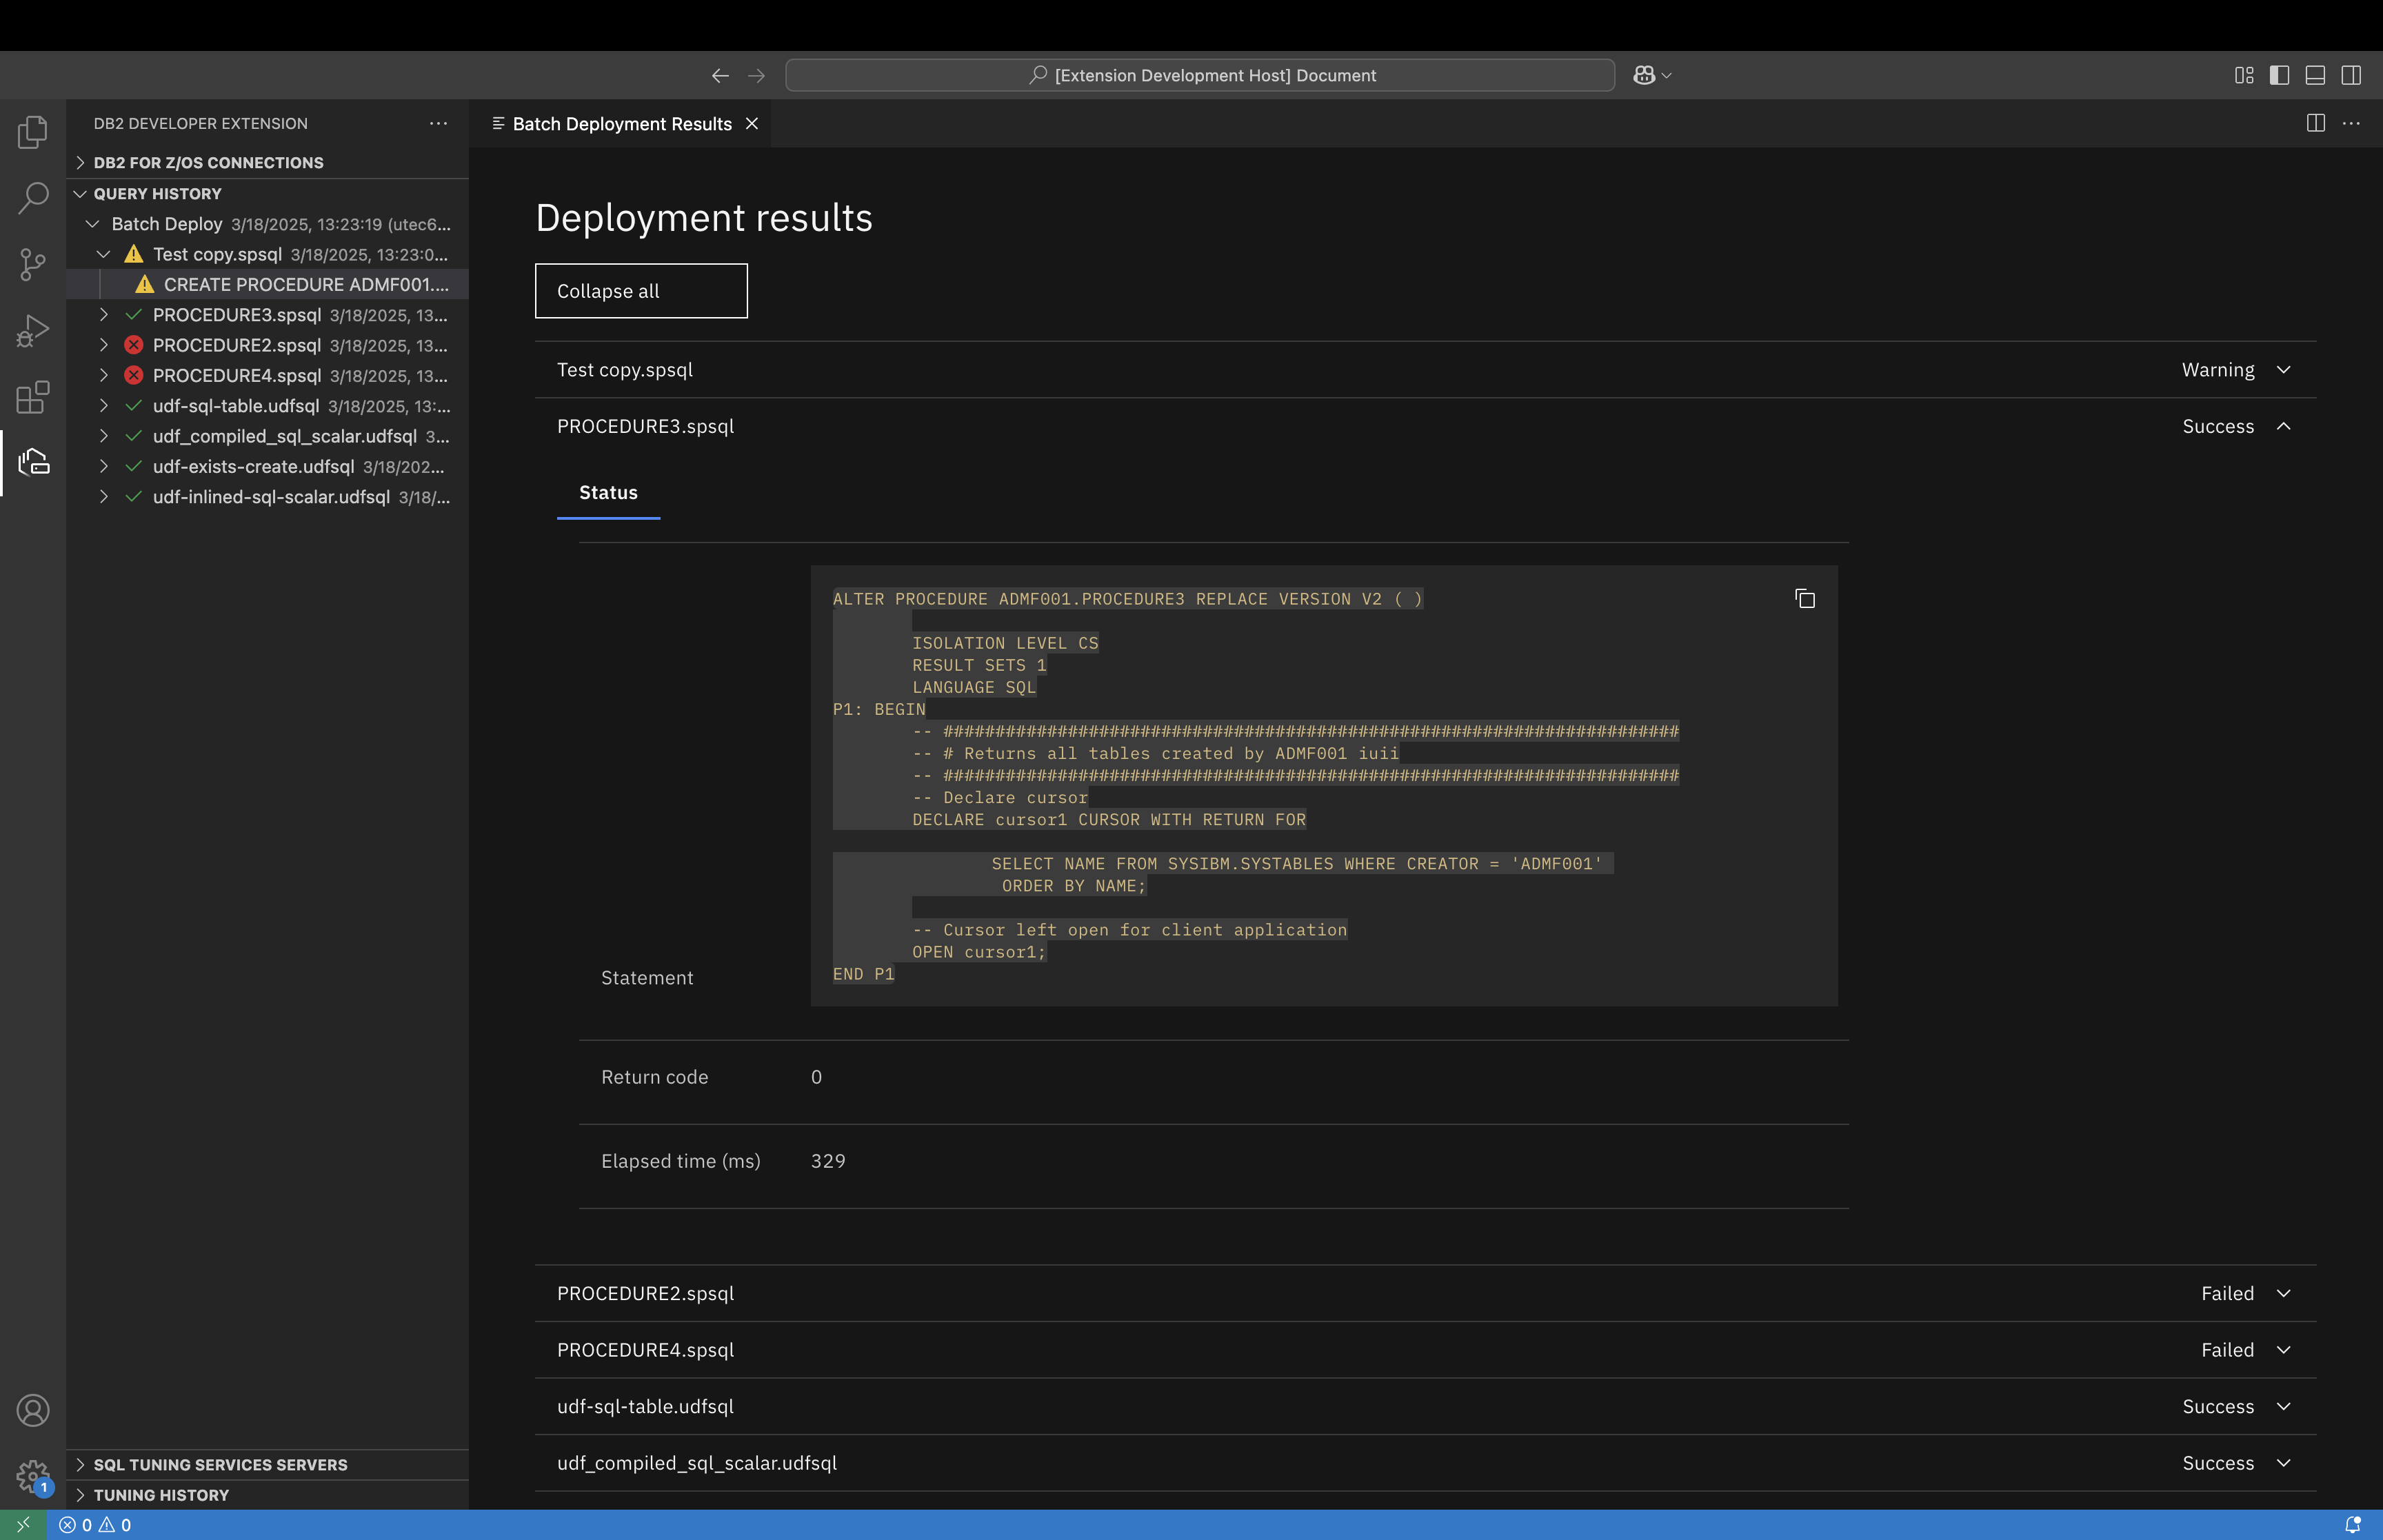 [Extension Development Host] Document
DB2 DEVELOPER EXTENSION
Batch Deployment Results
DB2 FOR Z/OS CONNECTIONS
QUERY HISTORY
Batch Deploy 3/18/2025, 13:23:19 (utec6...
Test copy.spsql 3/18/2025, 13:23:0...
CREATE PROCEDURE ADMF001....
PROCEDURE3.spsql 3/18/2025, 13...
PROCEDURE2.spsql 3/18/2025, 13...
PROCEDURE4.spsql 3/18/2025, 13...
udf-sql-table.udfsql 3/18/2025, 13:...
udf_compiled_sql_scalar.udfsql 3...
udf-exists-create.udfsql 3/18/202...
udf-inlined-sql-scalar.udfsql 3/18/...
SQL TUNING SERVICES SERVERS
TUNING HISTORY
1
Deployment results
Collapse all
Test copy.spsql Warning
PROCEDURE3.spsql Success
Status
Statement
ALTER PROCEDURE ADMF001.PROCEDURE3 REPLACE VERSION V2 ( )
ISOLATION LEVEL CS
RESULT SETS 1
LANGUAGE SQL
P1: BEGIN
-- #######################################################################
-- # Returns all tables created by ADMF001 iuii
-- #######################################################################
-- Declare cursor
DECLARE cursor1 CURSOR WITH RETURN FOR
SELECT NAME FROM SYSIBM.SYSTABLES WHERE CREATOR = 'ADMF001'
ORDER BY NAME;
-- Cursor left open for client application
OPEN cursor1;
END P1
Return code 0
Elapsed time (ms) 329
PROCEDURE2.spsql Failed
PROCEDURE4.spsql Failed
udf-sql-table.udfsql Success
udf_compiled_sql_scalar.udfsql Success
0 0